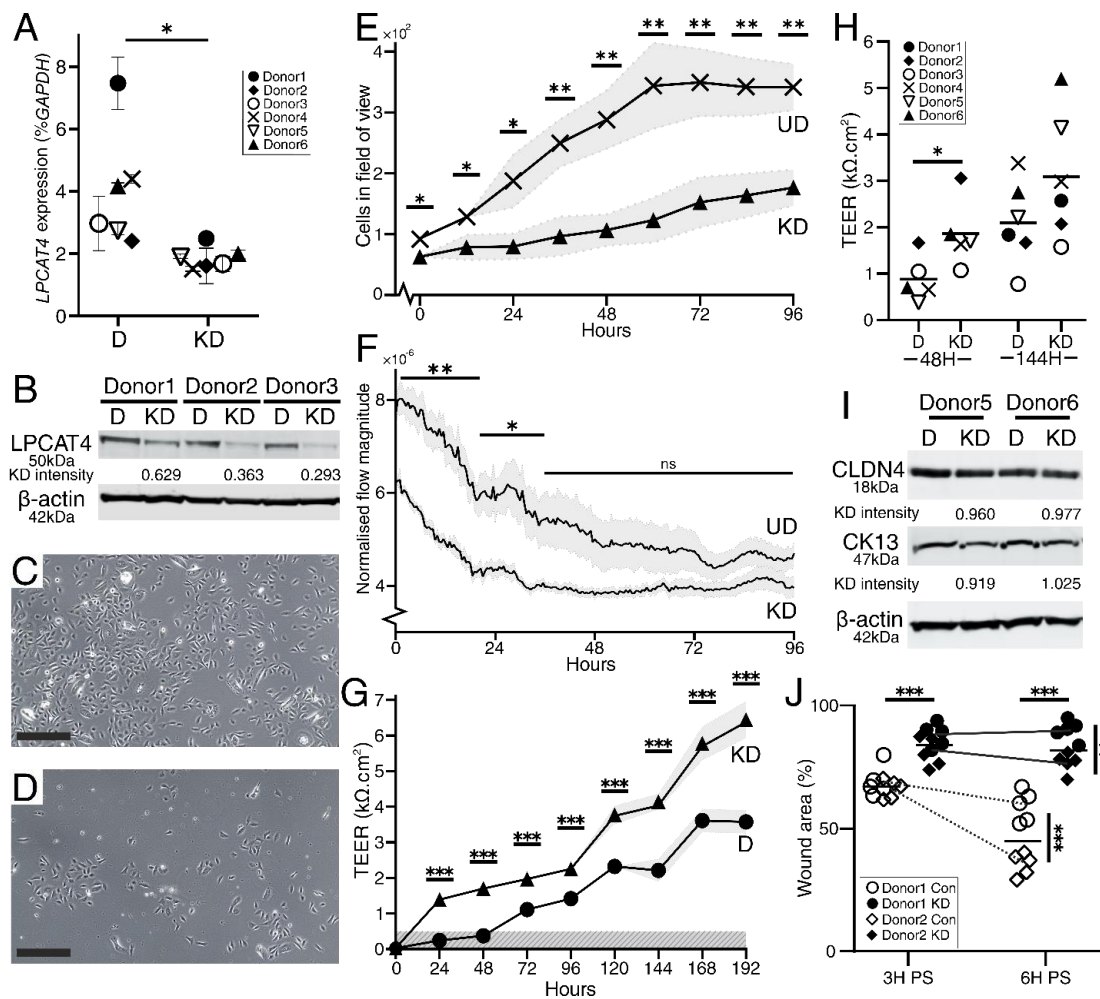 A
*
LPCAT4 expression (%GAPDH)
8
6
4
2
0
D KD
Donor1
Donor2
Donor3
Donor4
Donor5
Donor6
B
Donor1 Donor2 Donor3
D KD D KD D KD
LPCAT4
50kDa
KD intensity 0.629 0.363 0.293
β-actin
42kDa
C
D
E
×10²
Cells in field of view
4
3
2
1
0
* * * ** ** ** ** ** **
UD
KD
0 24 48 72 96
Hours
F
×10⁻⁶
Normalised flow magnitude
8
6
4
** * ns
UD
KD
0 24 48 72 96
Hours
G
TEER (kΩ.cm²)
7
6
5
4
3
2
1
0
*** *** *** *** *** *** *** ***
KD
D
0 24 48 72 96 120 144 168 192
Hours
H
TEER (kΩ.cm²)
6
5
4
3
2
1
0
Donor1
Donor2
Donor3
Donor4
Donor5
Donor6
*
D KD D KD
48H 144H
I
Donor5 Donor6
D KD D KD
CLDN4
18kDa
KD intensity 0.960 0.977
CK13
47kDa
KD intensity 0.919 1.025
β-actin
42kDa
J
Wound area (%)
100
50
0
*** ***
***
Donor1 Con
Donor1 KD
Donor2 Con
Donor2 KD
3H PS 6H PS